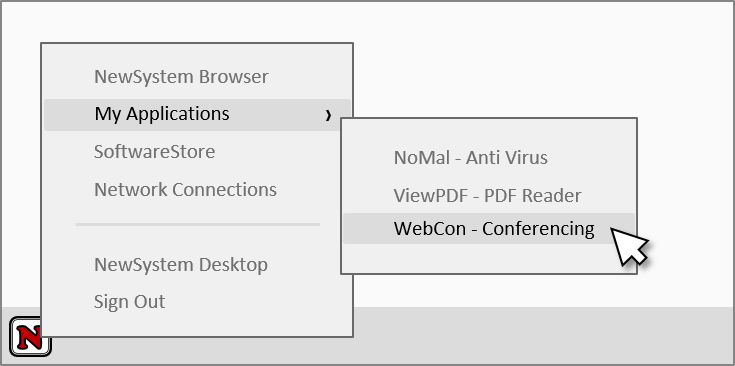 NewSystem Browser
My Applications
SoftwareStore
Network Connections
NewSystem Desktop
Sign Out
NoMal - Anti Virus
ViewPDF - PDF Reader
WebCon - Conferencing
N